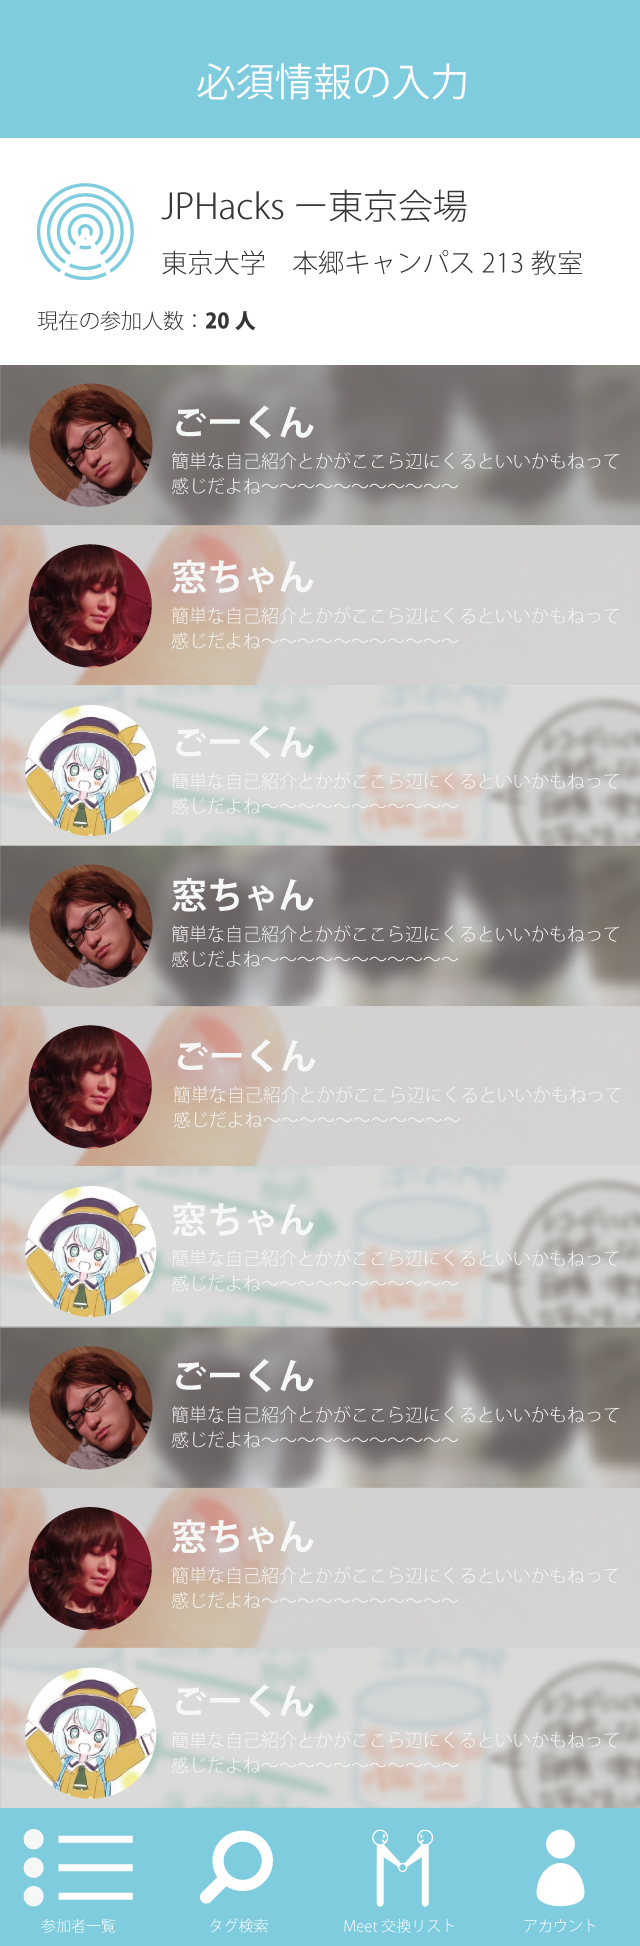 必須情報の入力
JPHacks ー東京会場
東京大学　本郷キャンパス 213 教室
現在の参加人数：20 人
ごーくん
簡単な自己紹介とかがここら辺にくるといいかもねって
感じだよね〜〜〜〜〜〜〜〜〜〜〜
窓ちゃん
簡単な自己紹介とかがここら辺にくるといいかもねって
感じだよね〜〜〜〜〜〜〜〜〜〜〜
ごーくん
簡単な自己紹介とかがここら辺にくるといいかもねって
感じだよね〜〜〜〜〜〜〜〜〜〜〜
窓ちゃん
簡単な自己紹介とかがここら辺にくるといいかもねって
感じだよね〜〜〜〜〜〜〜〜〜〜〜
ごーくん
簡単な自己紹介とかがここら辺にくるといいかもねって
感じだよね〜〜〜〜〜〜〜〜〜〜〜
窓ちゃん
簡単な自己紹介とかがここら辺にくるといいかもねって
感じだよね〜〜〜〜〜〜〜〜〜〜〜
ごーくん
簡単な自己紹介とかがここら辺にくるといいかもねって
感じだよね〜〜〜〜〜〜〜〜〜〜〜
窓ちゃん
簡単な自己紹介とかがここら辺にくるといいかもねって
感じだよね〜〜〜〜〜〜〜〜〜〜〜
ごーくん
簡単な自己紹介とかがここら辺にくるといいかもねって
感じだよね〜〜〜〜〜〜〜〜〜〜〜
参加者一覧
タグ検索
Meet 交換リスト
アカウント